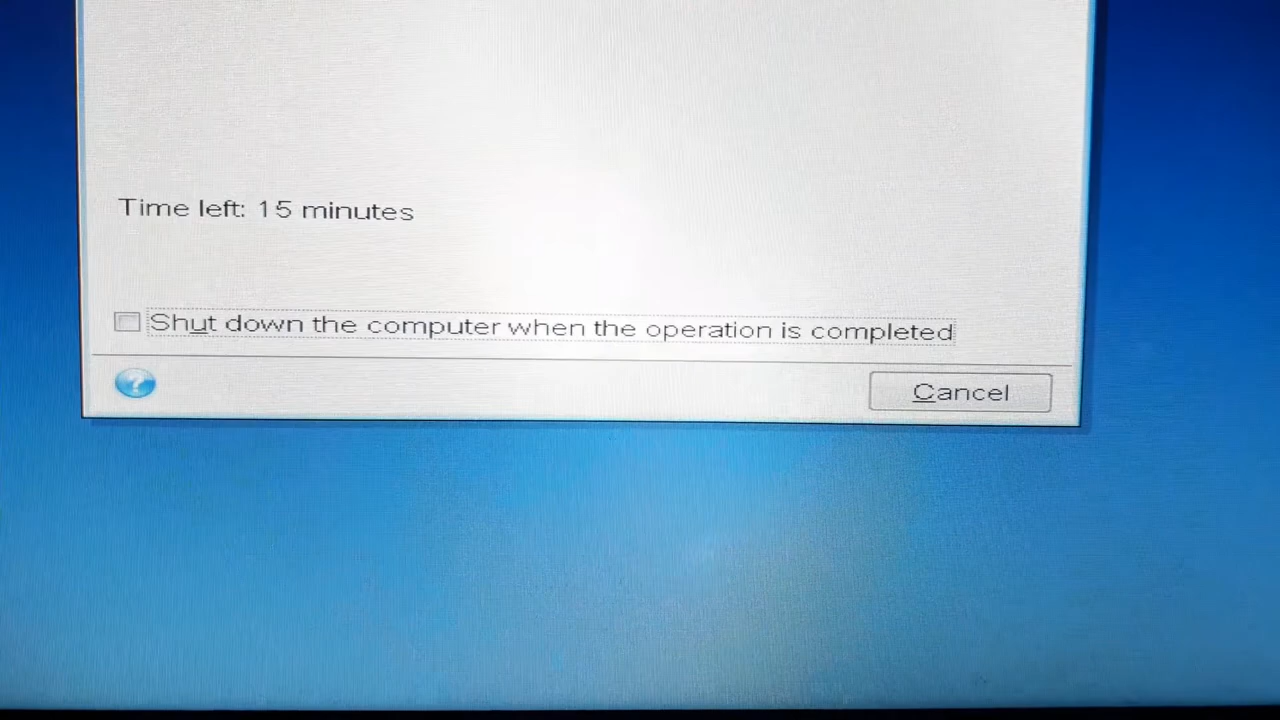 Time left: 15 minutes
Shut down the computer when the operation is completed
?
Cancel